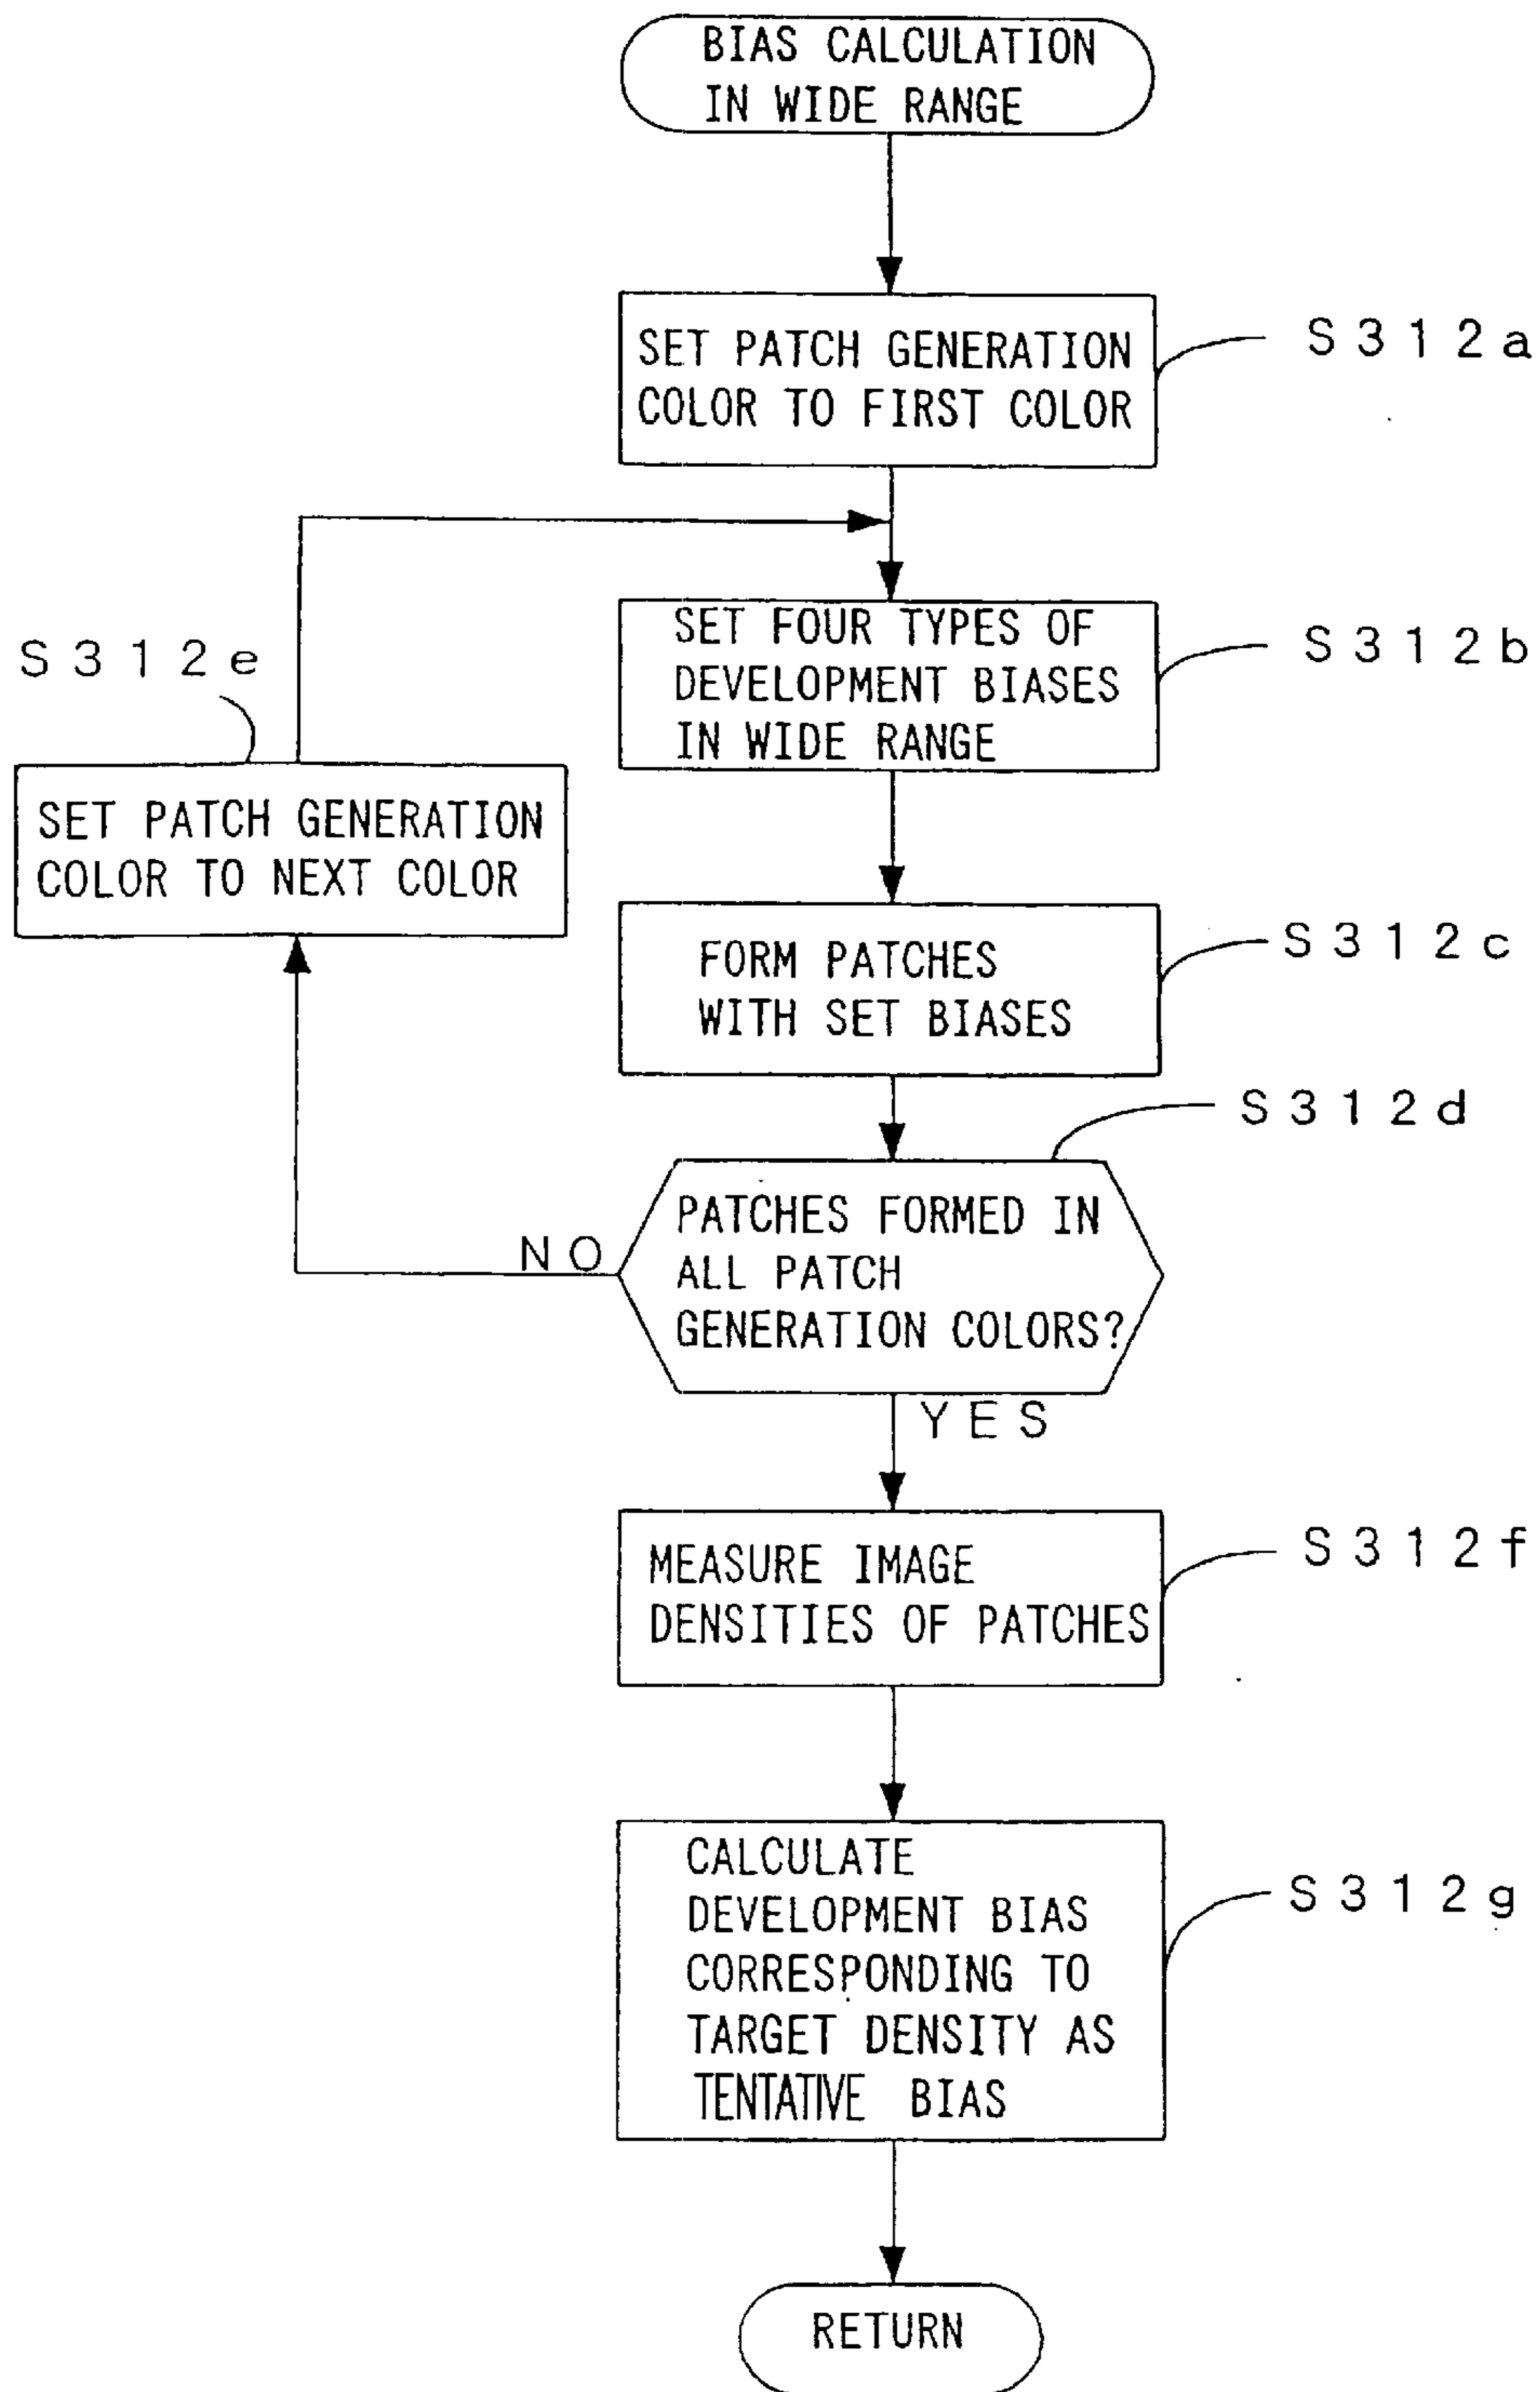 BIAS CALCULATION
IN WIDE RANGE
SET PATCH GENERATION
COLOR TO FIRST COLOR
S312a
SET FOUR TYPES OF
DEVELOPMENT BIASES
IN WIDE RANGE
S312b
S312e
SET PATCH GENERATION
COLOR TO NEXT COLOR
FORM PATCHES
WITH SET BIASES
S312c
S312d
PATCHES FORMED IN
ALL PATCH
GENERATION COLORS?
NO
YES
MEASURE IMAGE
DENSITIES OF PATCHES
S312f
CALCULATE
DEVELOPMENT BIAS
CORRESPONDING TO
TARGET DENSITY AS
TENTATIVE BIAS
S312g
RETURN